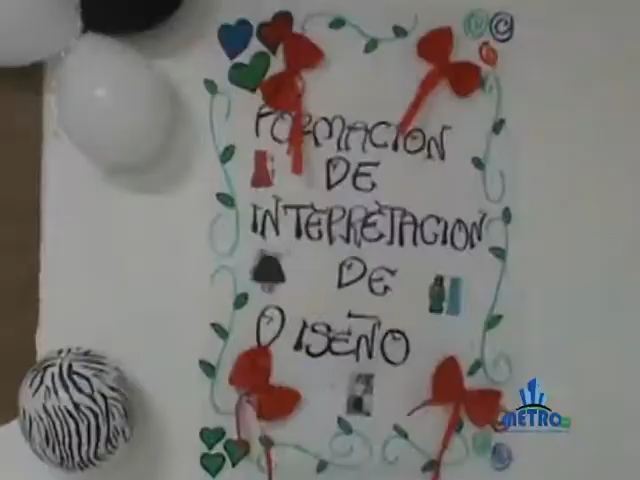 FORMACION
DE
INTERPRETACION
DE
DISEÑO
METRO